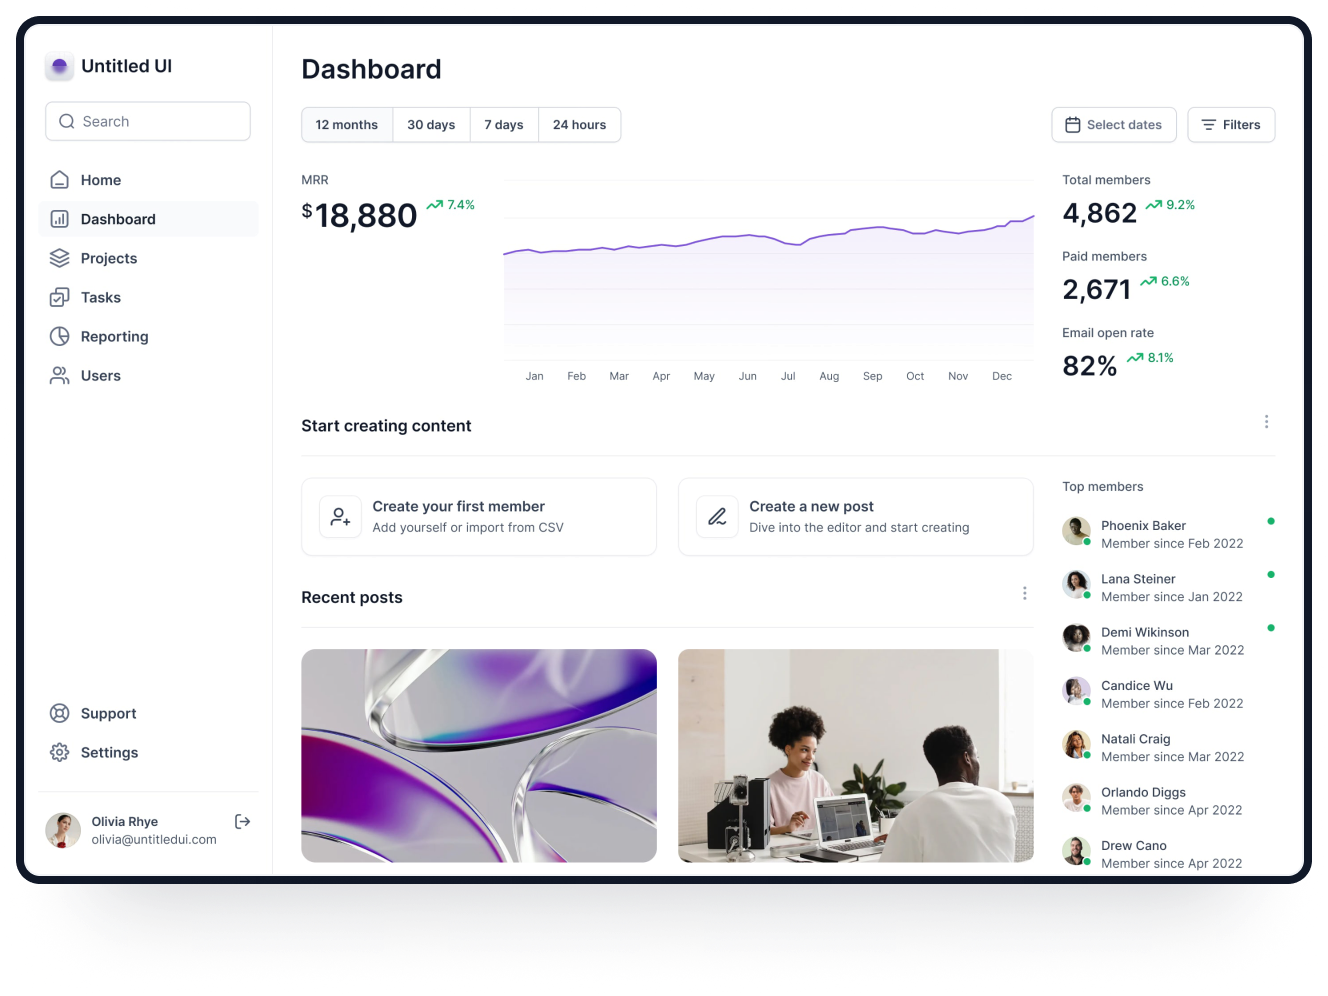 Untitled UI
Search
Home
Dashboard
Projects
Tasks
Reporting
Users
Support
Settings
Olivia Rhye
olivia@untitledui.com
Dashboard
12 months 30 days 7 days 24 hours
Select dates Filters
MRR
$18,880 7.4%
Jan Feb Mar Apr May Jun Jul Aug Sep Oct Nov Dec
Total members
4,862 9.2%
Paid members
2,671 6.6%
Email open rate
82% 8.1%
Start creating content
Create your first member
Add yourself or import from CSV
Create a new post
Dive into the editor and start creating
Recent posts
Top members
Phoenix Baker
Member since Feb 2022
Lana Steiner
Member since Jan 2022
Demi Wikinson
Member since Mar 2022
Candice Wu
Member since Feb 2022
Natali Craig
Member since Mar 2022
Orlando Diggs
Member since Apr 2022
Drew Cano
Member since Apr 2022